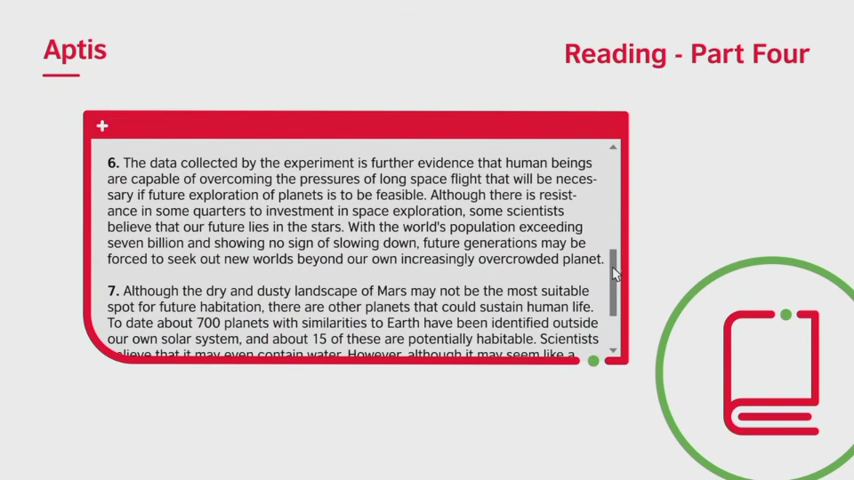 Aptis
Reading - Part Four
6. The data collected by the experiment is further evidence that human beings
are capable of overcoming the pressures of long space flight that will be neces-
sary if future exploration of planets is to be feasible. Although there is resist-
ance in some quarters to investment in space exploration, some scientists
believe that our future lies in the stars. With the world's population exceeding
seven billion and showing no sign of slowing down, future generations may be
forced to seek out new worlds beyond our own increasingly overcrowded planet.
7. Although the dry and dusty landscape of Mars may not be the most suitable
spot for future habitation, there are other planets that could sustain human life.
To date about 700 planets with similarities to Earth have been identified outside
our own solar system, and about 15 of these are potentially habitable. Scientists
believe that it may even contain water. However, although it may seem like a